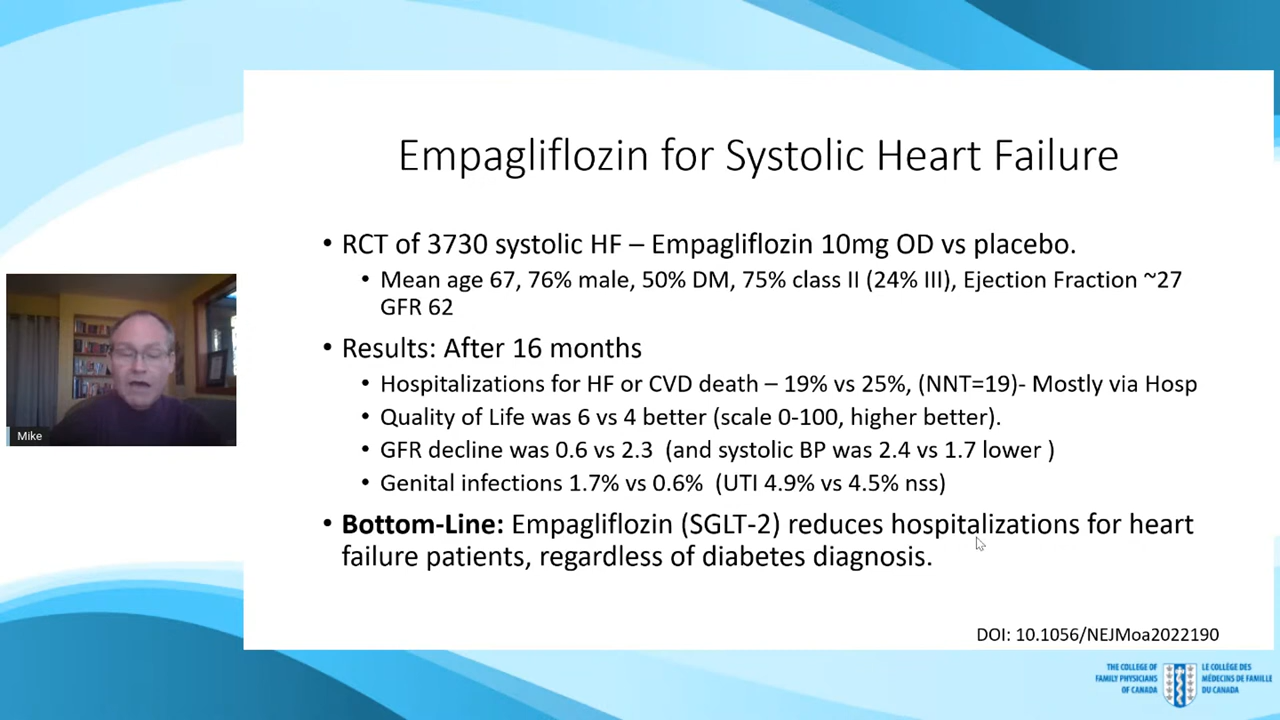 Empagliflozin for Systolic Heart Failure
• RCT of 3730 systolic HF – Empagliflozin 10mg OD vs placebo.
• Mean age 67, 76% male, 50% DM, 75% class II (24% III), Ejection Fraction ~27
GFR 62
• Results: After 16 months
• Hospitalizations for HF or CVD death – 19% vs 25%, (NNT=19)- Mostly via Hosp
• Quality of Life was 6 vs 4 better (scale 0-100, higher better).
• GFR decline was 0.6 vs 2.3  (and systolic BP was 2.4 vs 1.7 lower )
• Genital infections 1.7% vs 0.6%  (UTI 4.9% vs 4.5% nss)
• Bottom-Line: Empagliflozin (SGLT-2) reduces hospitalizations for heart
failure patients, regardless of diabetes diagnosis.
Mike
DOI: 10.1056/NEJMoa2022190
THE COLLEGE OF
FAMILY PHYSICIANS
OF CANADA
LE COLLÈGE DES
MÉDECINS DE FAMILLE
DU CANADA